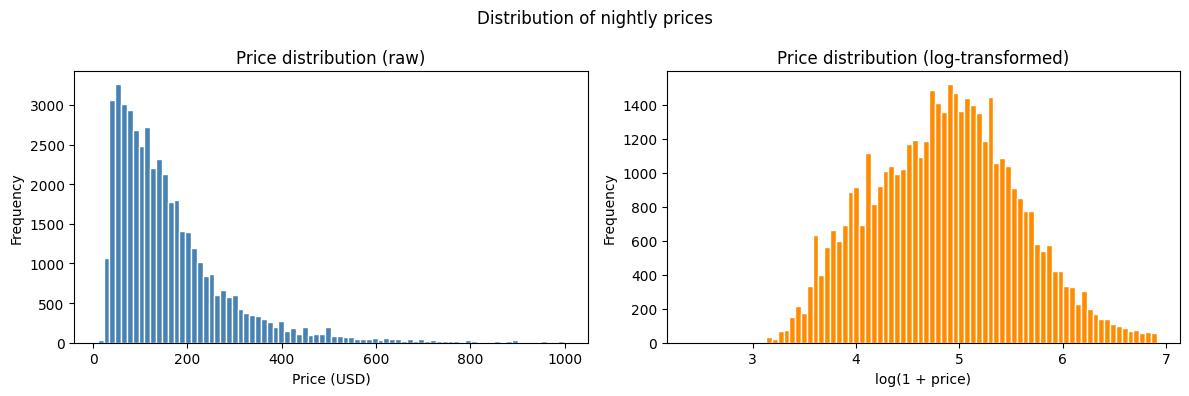 Distribution of nightly prices
Price distribution (raw)
3000
2500
2000
1500
1000
500
0
Frequency
0 200 400 600 800 1000
Price (USD)
Price distribution (log-transformed)
1400
1200
1000
800
600
400
200
0
Frequency
3 4 5 6 7
log(1 + price)